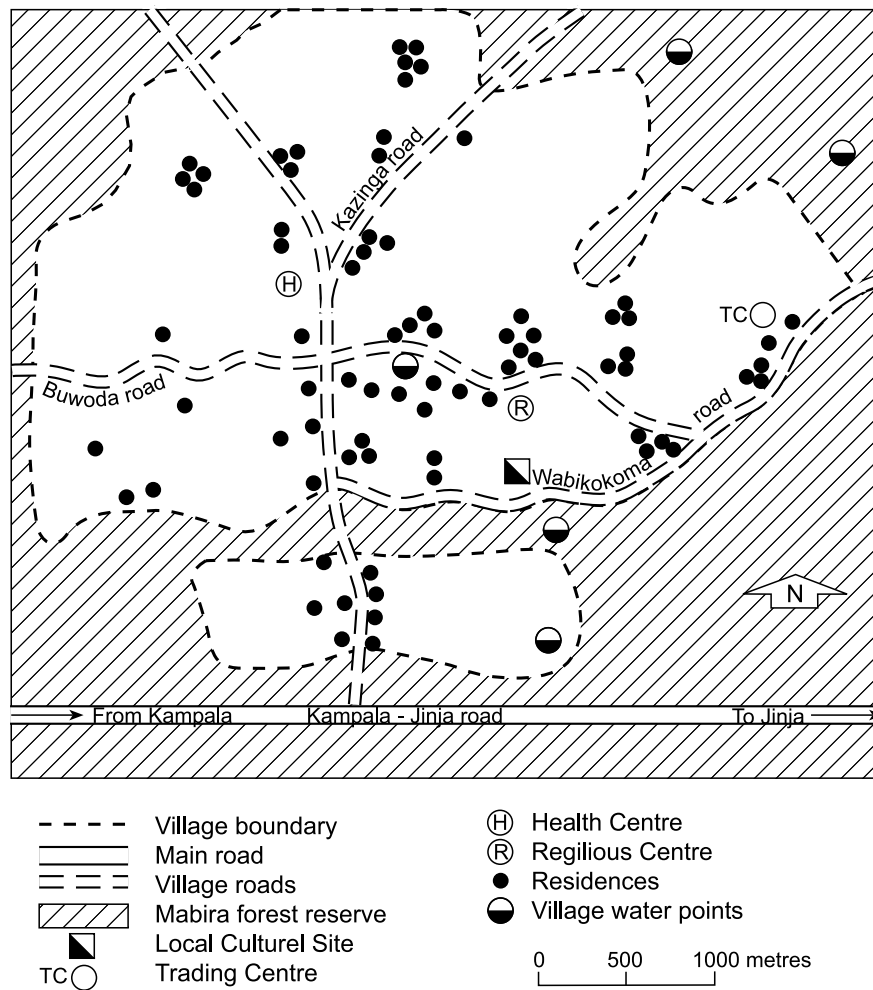 Kazinga road
H
TC
Buwoda road
R
road
Wabikokoma
N
From Kampala
Kampala - Jinja road
To Jinja
Village boundary
Main road
Village roads
Mabira forest reserve
Local Culturel Site
TC Trading Centre
H Health Centre
R Regilious Centre
Residences
Village water points
0 500 1000 metres